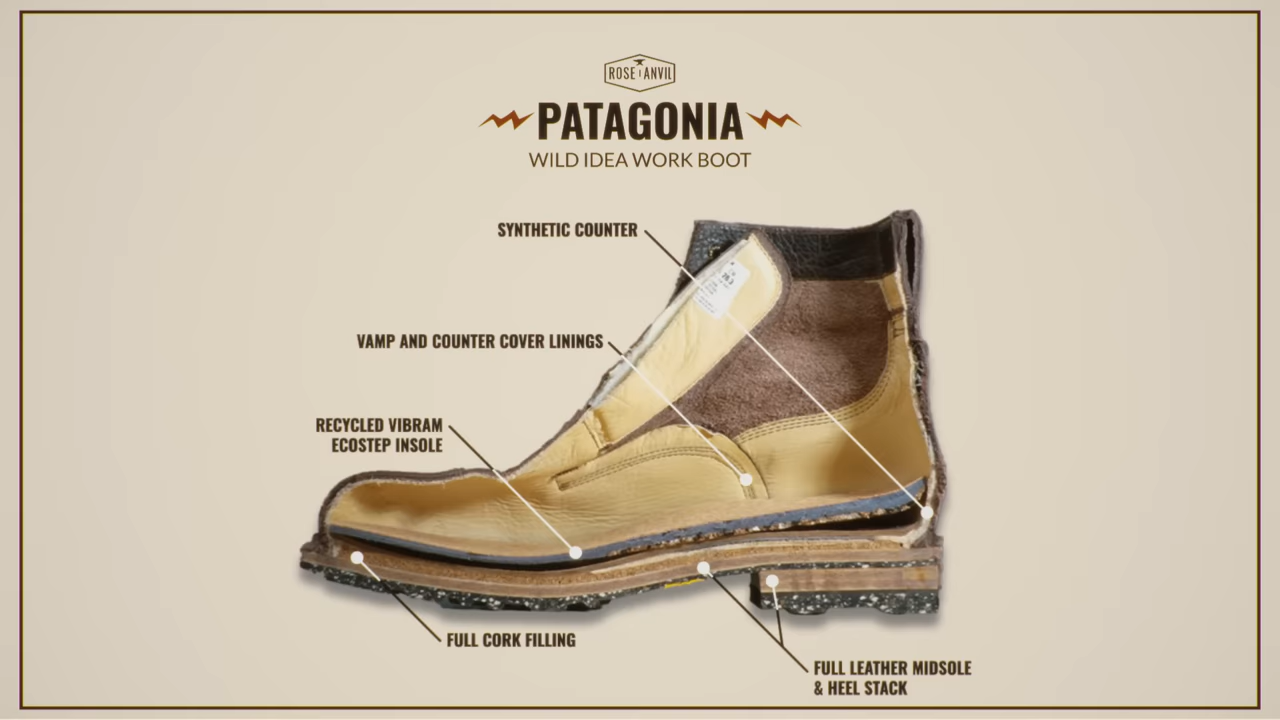 ROSE ANVIL
PATAGONIA
WILD IDEA WORK BOOT
SYNTHETIC COUNTER
VAMP AND COUNTER COVER LININGS
RECYCLED VIBRAM
ECOSTEP INSOLE
FULL CORK FILLING
FULL LEATHER MIDSOLE
& HEEL STACK